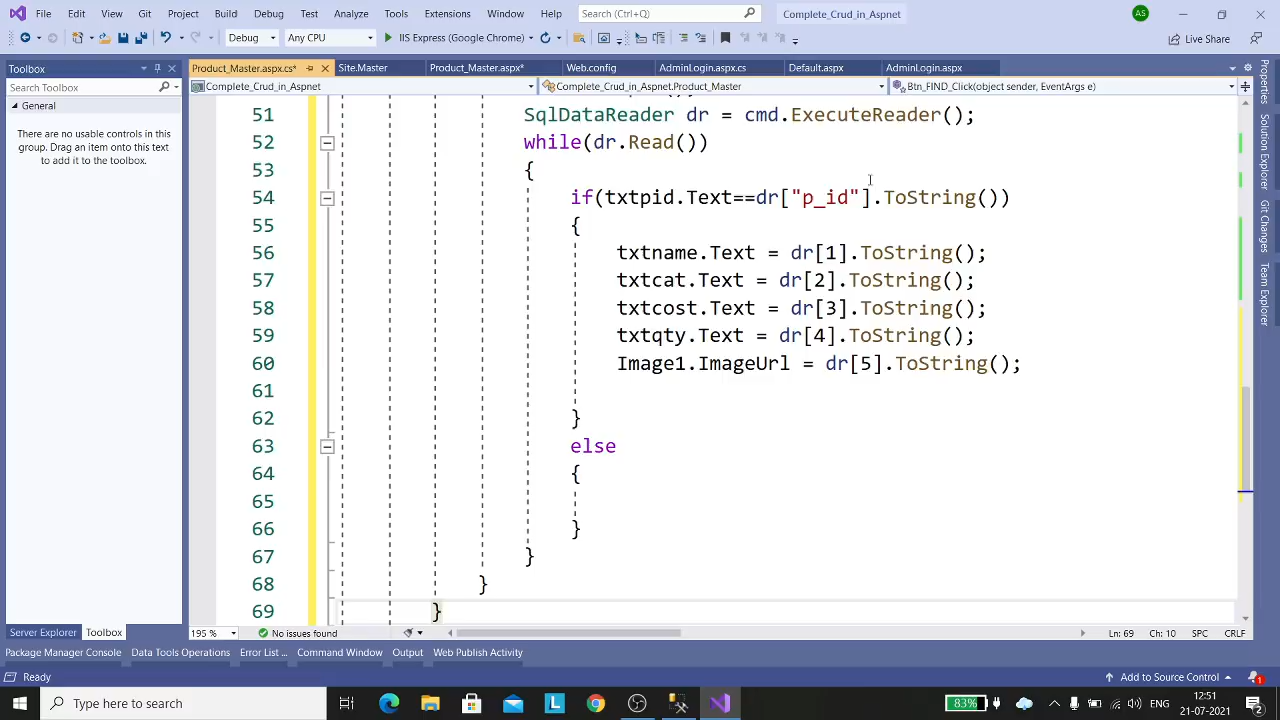 File Edit View Git Project Build Debug Test Analyze Tools Extensions Window Help Search (Ctrl+Q) Complete_Crud_in_Aspnet AS
Debug Any CPU IIS Express (Google Chrome) Live Share
Toolbox
Product_Master.aspx.cs* Site.Master Product_Master.aspx* Web.config AdminLogin.aspx.cs Default.aspx AdminLogin.aspx
Search Toolbox
Complete_Crud_in_Aspnet Complete_Crud_in_Aspnet.Product_Master Btn_FIND_Click(object sender, EventArgs e)
General
There are no usable controls in this
group. Drag an item onto this text
to add it to the toolbox.
51 SqlDataReader dr = cmd.ExecuteReader();
52 while(dr.Read())
53 {
54 if(txtpid.Text==dr["p_id"].ToString())
55 {
56 txtname.Text = dr[1].ToString();
57 txtcat.Text = dr[2].ToString();
58 txtcost.Text = dr[3].ToString();
59 txtqty.Text = dr[4].ToString();
60 Image1.ImageUrl = dr[5].ToString();
61
62 }
63 else
64 {
65
66 }
67 }
68 }
69 }
Properties
Solution Explorer
Git Changes
Team Explorer
Server Explorer Toolbox 195 % No issues found Ln: 69 Ch: 10 SPC CRLF
Package Manager Console Data Tools Operations Error List ... Command Window Output Web Publish Activity
Ready Add to Source Control 1
Type here to search L 83% ENG 12:51
21-07-2021 2